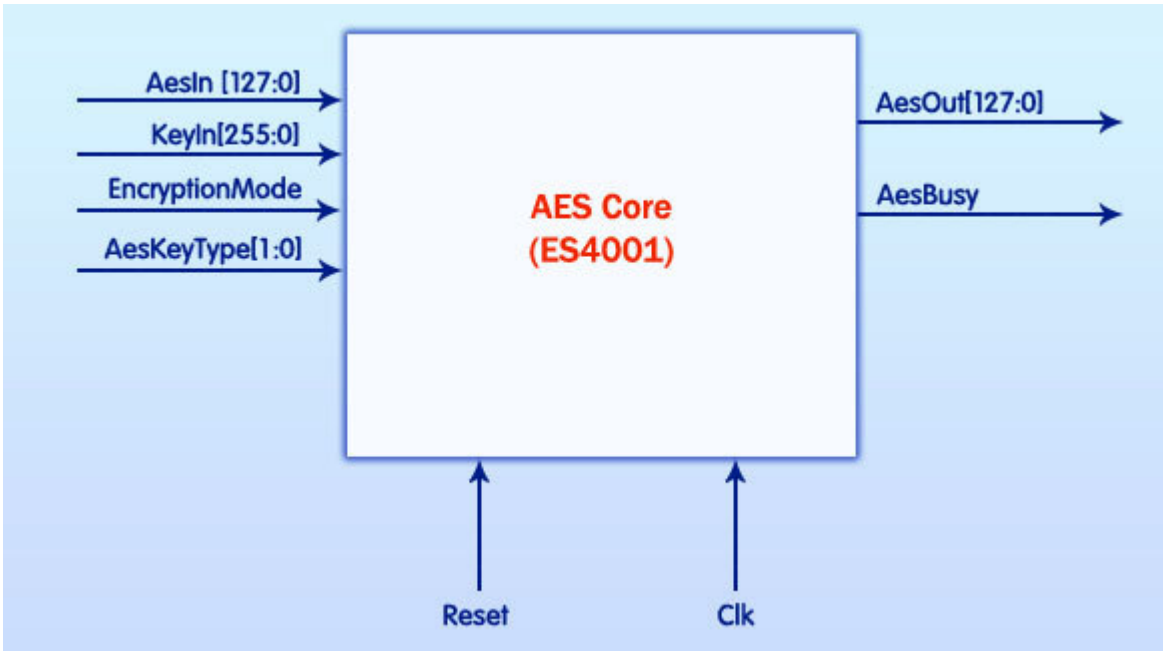 AesIn [127:0]
KeyIn[255:0]
EncryptionMode
AesKeyType[1:0]
AES Core
(ES4001)
AesOut[127:0]
AesBusy
Reset
Clk